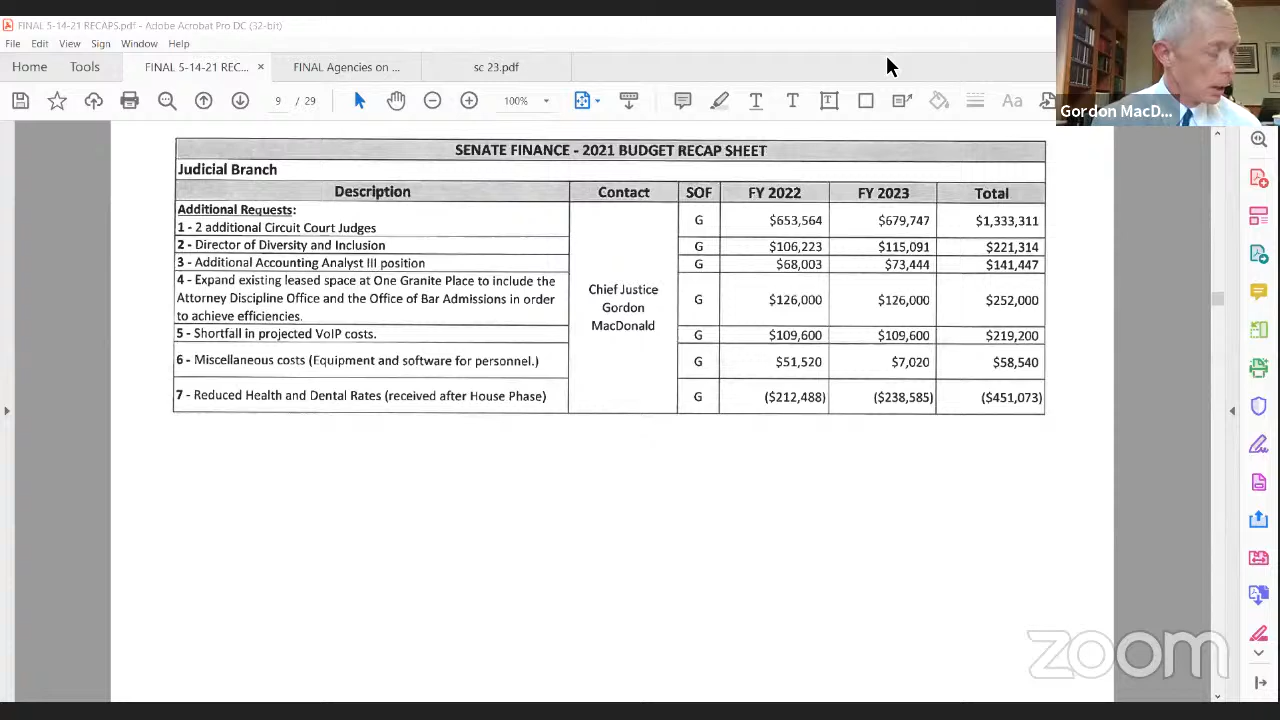 FINAL 5-14-21 RECAPS.pdf - Adobe Acrobat Pro DC (32-bit)
File Edit View Sign Window Help
Home Tools FINAL 5-14-21 REC... × FINAL Agencies on ... sc 23.pdf
/ 29 100% Aa
Gordon MacD...
SENATE FINANCE - 2021 BUDGET RECAP SHEET
Judicial Branch
Description Contact SOF FY 2022 FY 2023 Total
Additional Requests:
1 - 2 additional Circuit Court Judges G $653,564 $679,747 $1,333,311
2 - Director of Diversity and Inclusion G $106,223 $115,091 $221,314
3 - Additional Accounting Analyst III position G $68,003 $73,444 $141,447
4 - Expand existing leased space at One Granite Place to include the
Attorney Discipline Office and the Office of Bar Admissions in order
to achieve efficiencies. G $126,000 $126,000 $252,000
Chief Justice
Gordon
MacDonald
5 - Shortfall in projected VoIP costs. G $109,600 $109,600 $219,200
6 - Miscellaneous costs (Equipment and software for personnel.) G $51,520 $7,020 $58,540
7 - Reduced Health and Dental Rates (received after House Phase) G ($212,488) ($238,585) ($451,073)
zoom